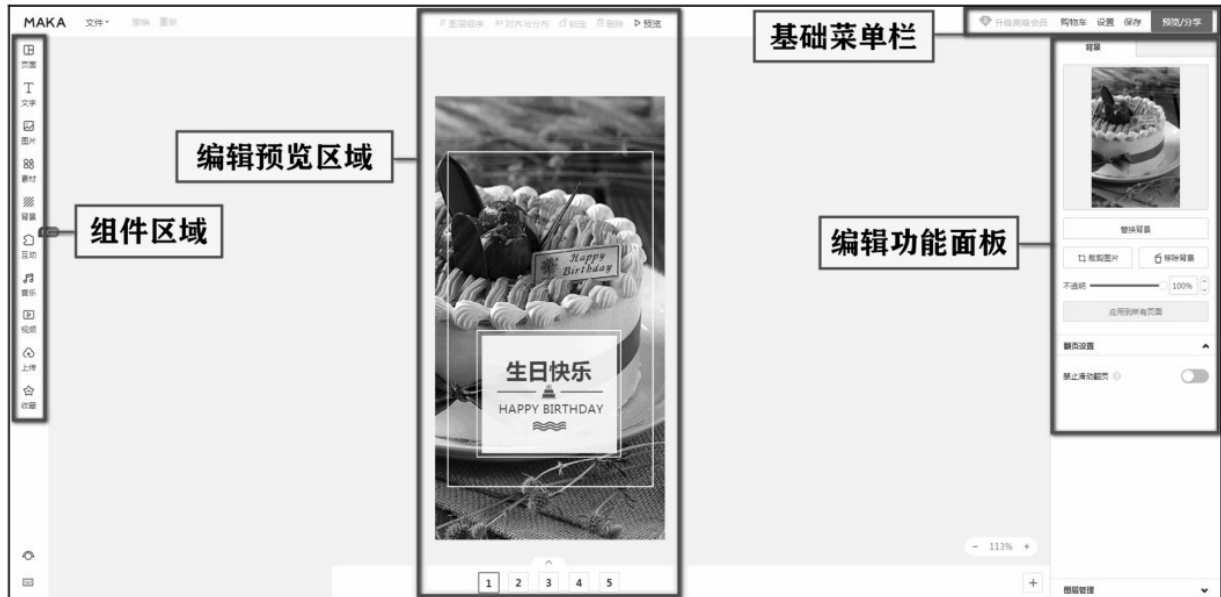 MAKA 文件 撤销 重做
图层顺序 对齐与分布 锁定 删除 预览
升级高级会员 购物车 设置 保存 预览/分享
基础菜单栏
页面
文字
图片
素材
背景
互动
音乐
视频
上传
收藏
组件区域
编辑预览区域
Happy
Birthday
生日快乐
HAPPY BIRTHDAY
编辑功能面板
背景
替换背景
裁剪图片 移除背景
不透明 100%
应用到所有页面
翻页设置
禁止滑动翻页
− 113% +
1 2 3 4 5
+
图层管理